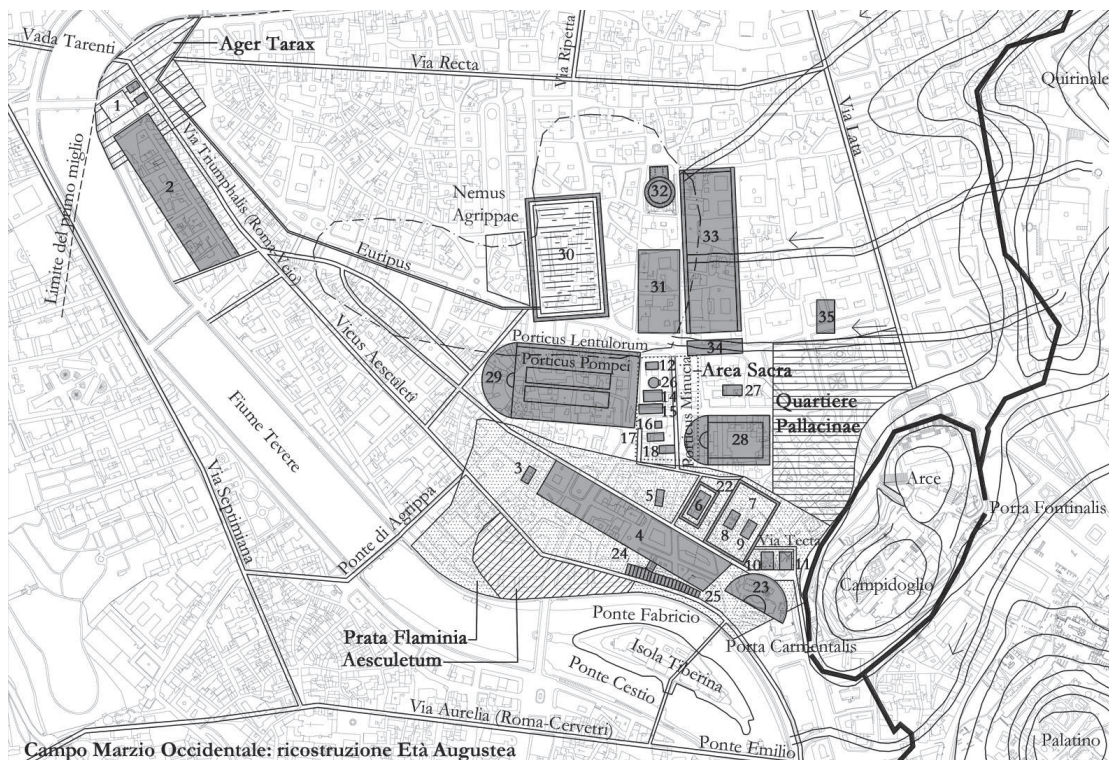 Vada Tarenti
Ager Tarax
Via Recta
Via Ripetta
Via Lata
Quirinale
1
2
Limite del primo miglio
Via Triumphalis (Roma-Veio)
Nemus
Agrippae
Euripus
30
32
33
31
35
34
Porticus Lentulorum
Porticus Pompei
29
12
26
14
15
16
17
18
Porticus Minucia
Area Sacra
27
28
Quartiere
Pallacinae
Vicus Aesculeti
Fiume Tevere
Via Septiniana
Ponte di Agrippa
3
4
5
6
22
7
8
9
Via Tecta
10
11
23
24
25
Arce
Porta Fontinalis
Campidoglio
Porta Carmentalis
Prata Flaminia
Aesculetum
Ponte Fabricio
Isola Tiberina
Ponte Cestio
Via Aurelia (Roma-Cervetri)
Ponte Emilio
Palatino
Campo Marzio Occidentale: ricostruzione Età Augustea